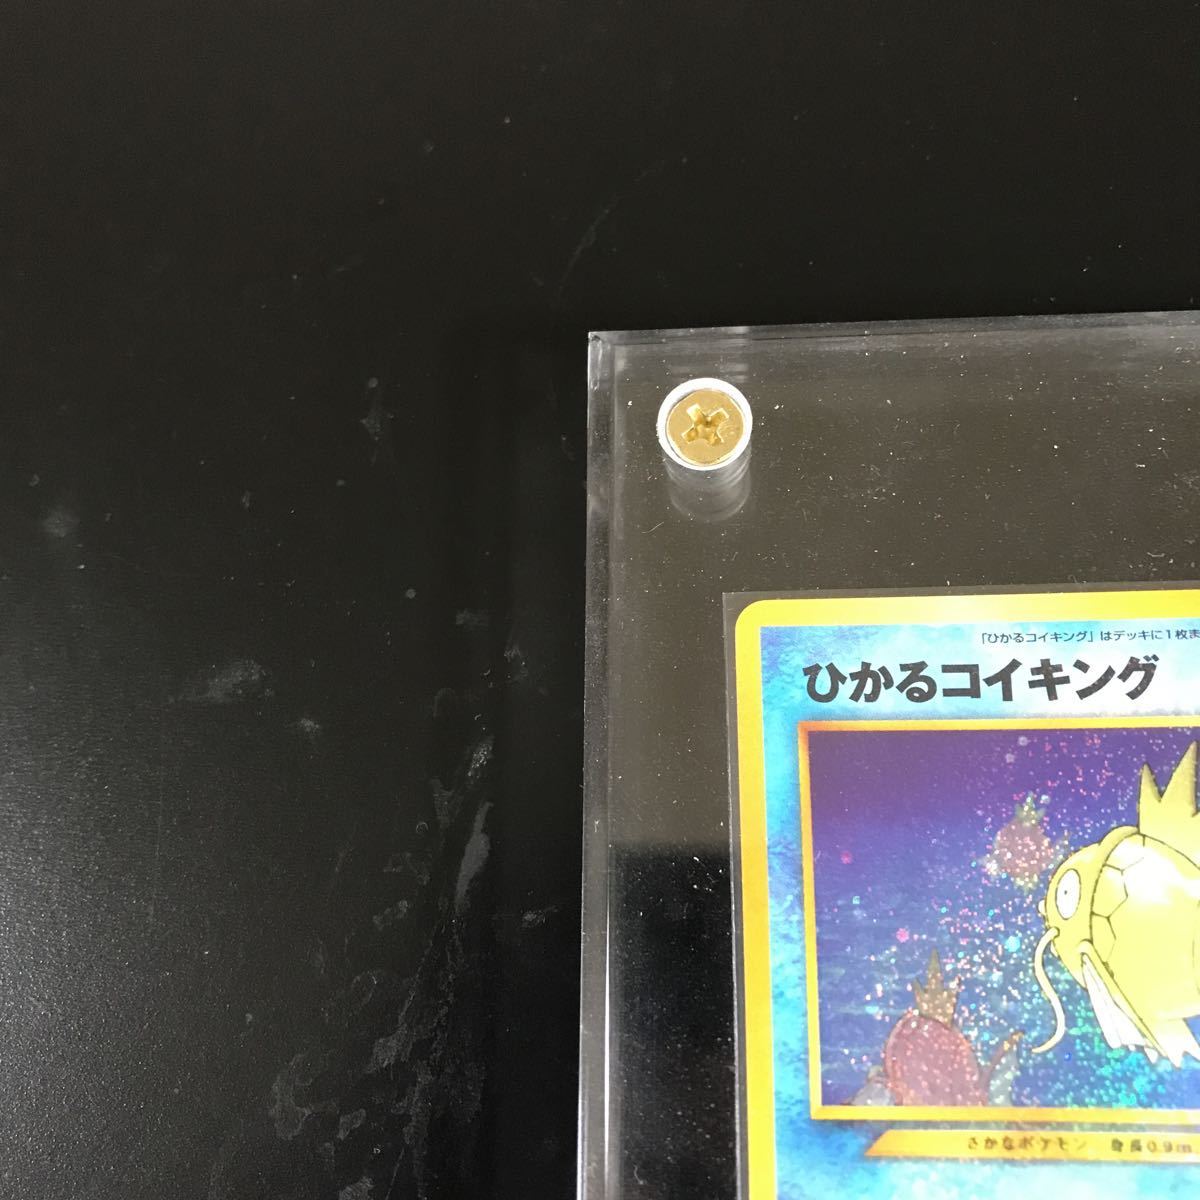 「ひかるコイキング」はデッキに1枚ま
ひかるコイキング
さかなポケモン 身長0.9m